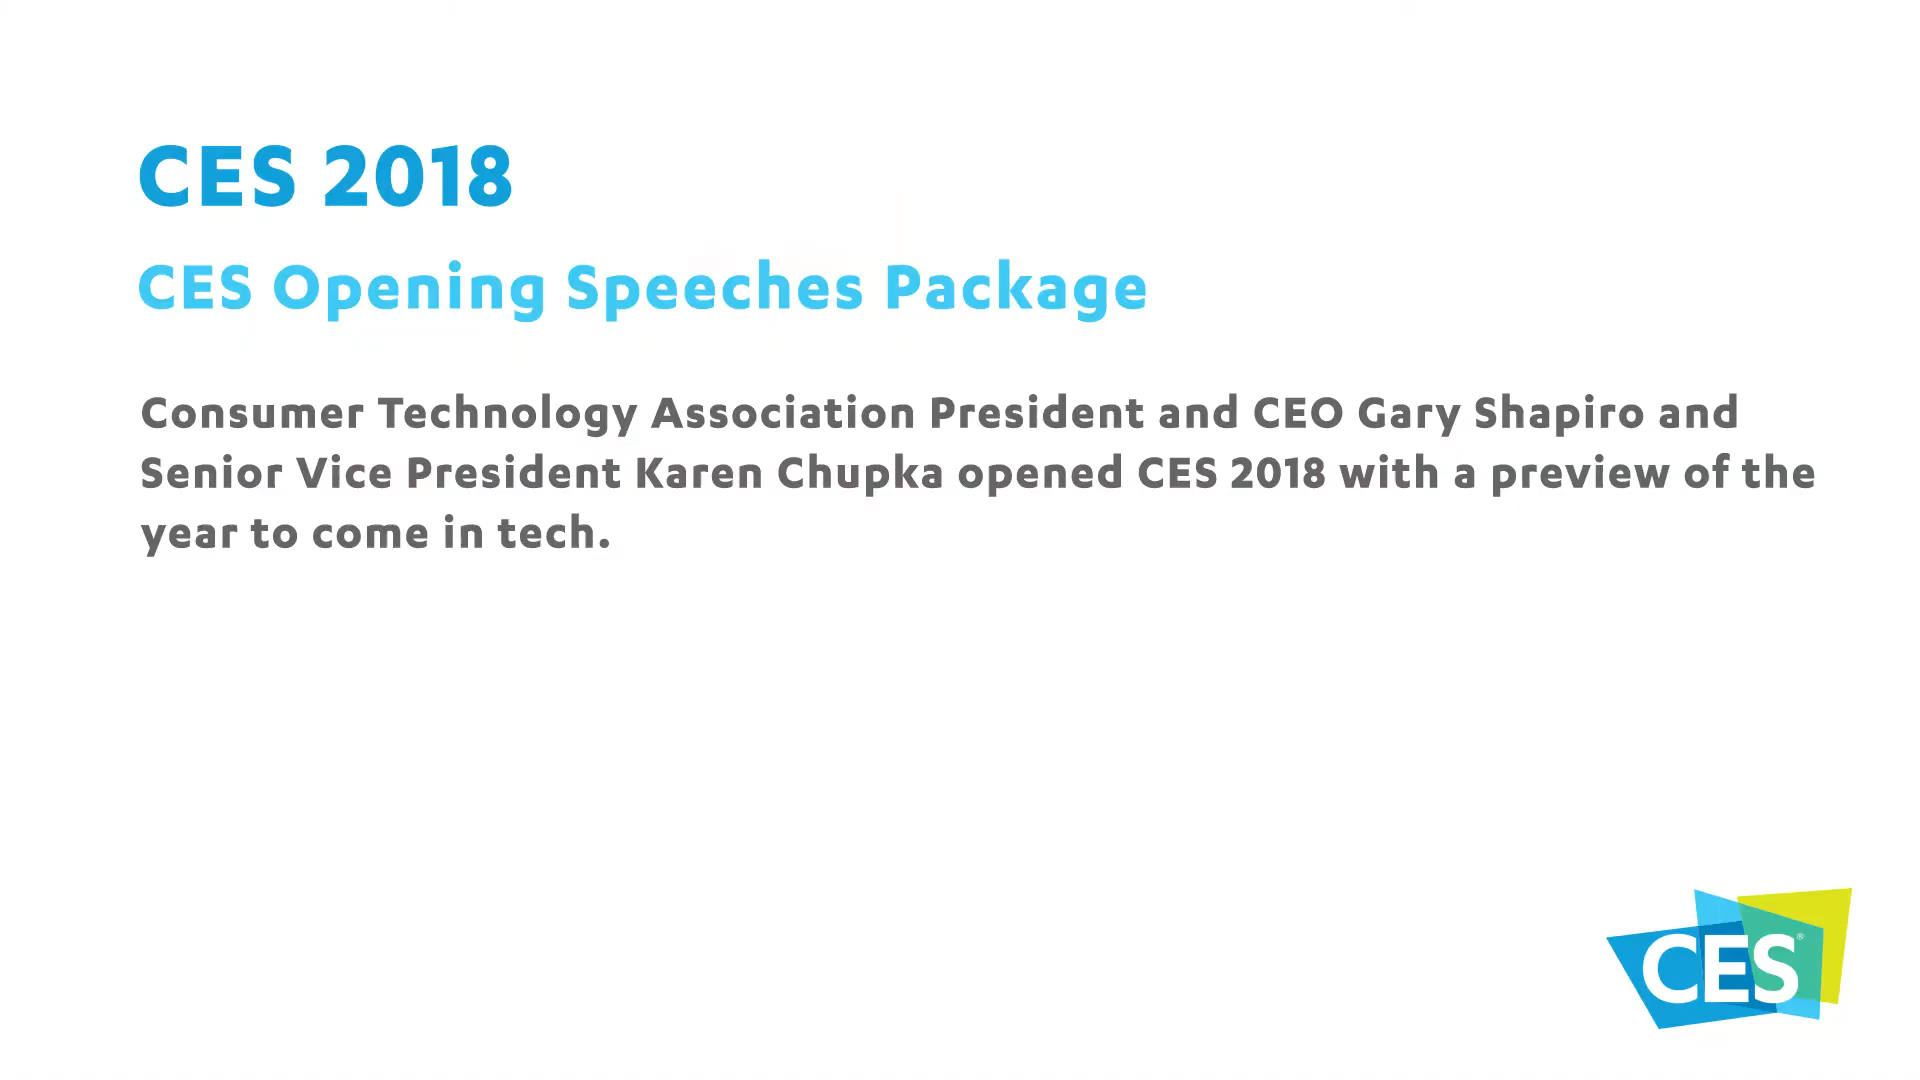 CES 2018
CES Opening Speeches Package
Consumer Technology Association President and CEO Gary Shapiro and
Senior Vice President Karen Chupka opened CES 2018 with a preview of the
year to come in tech.
CES®